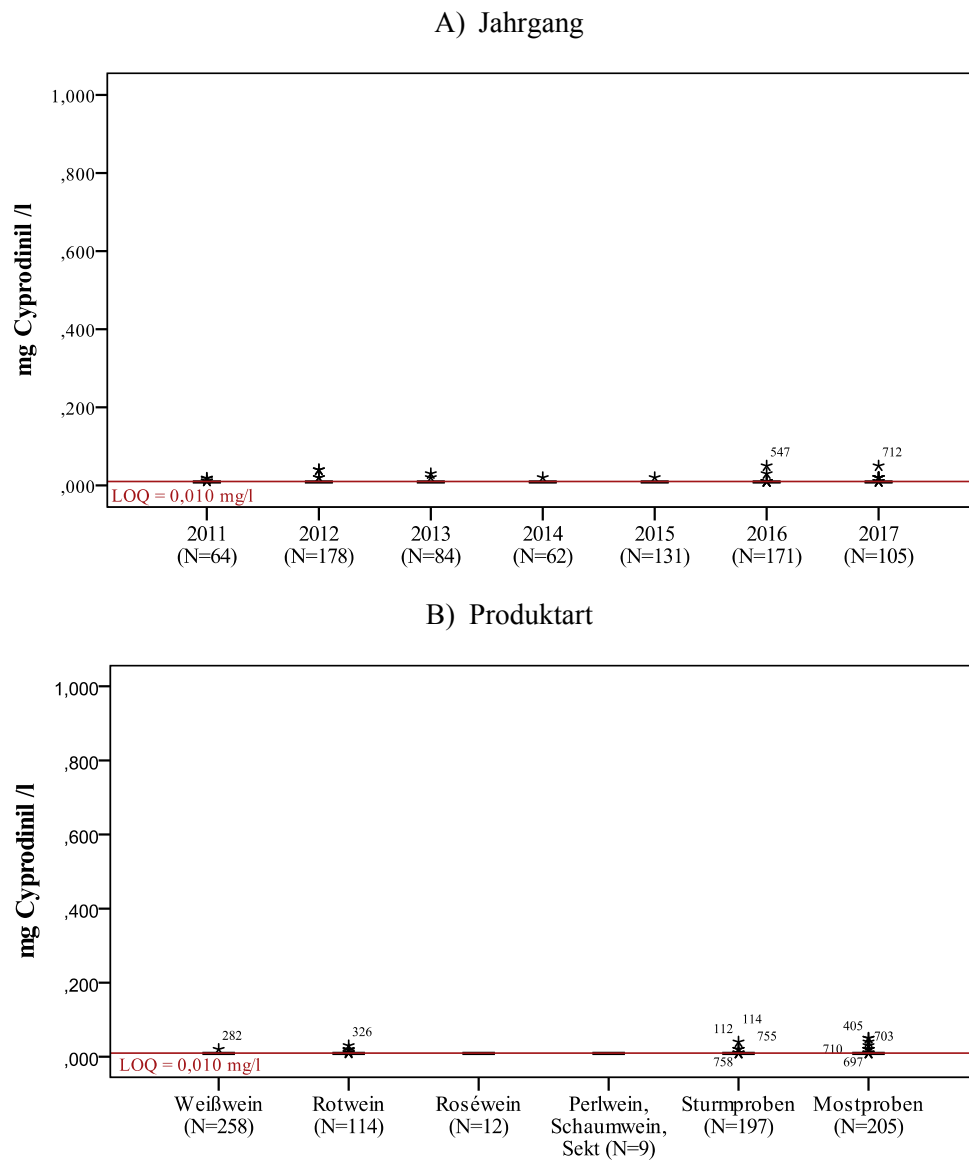 A) Jahrgang
mg Cyprodinil /l
1,000
,800
,600
,400
,200
,000
547
712
LOQ = 0,010 mg/l
2011 2012 2013 2014 2015 2016 2017
(N=64) (N=178) (N=84) (N=62) (N=131) (N=171) (N=105)
B) Produktart
mg Cyprodinil /l
1,000
,800
,600
,400
,200
,000
282
326
114
112
755
758
405
703
710
697
LOQ = 0,010 mg/l
Weißwein Rotwein Roséwein Perlwein, Sturmproben Mostproben
(N=258) (N=114) (N=12) Schaumwein, (N=197) (N=205)
Sekt (N=9)